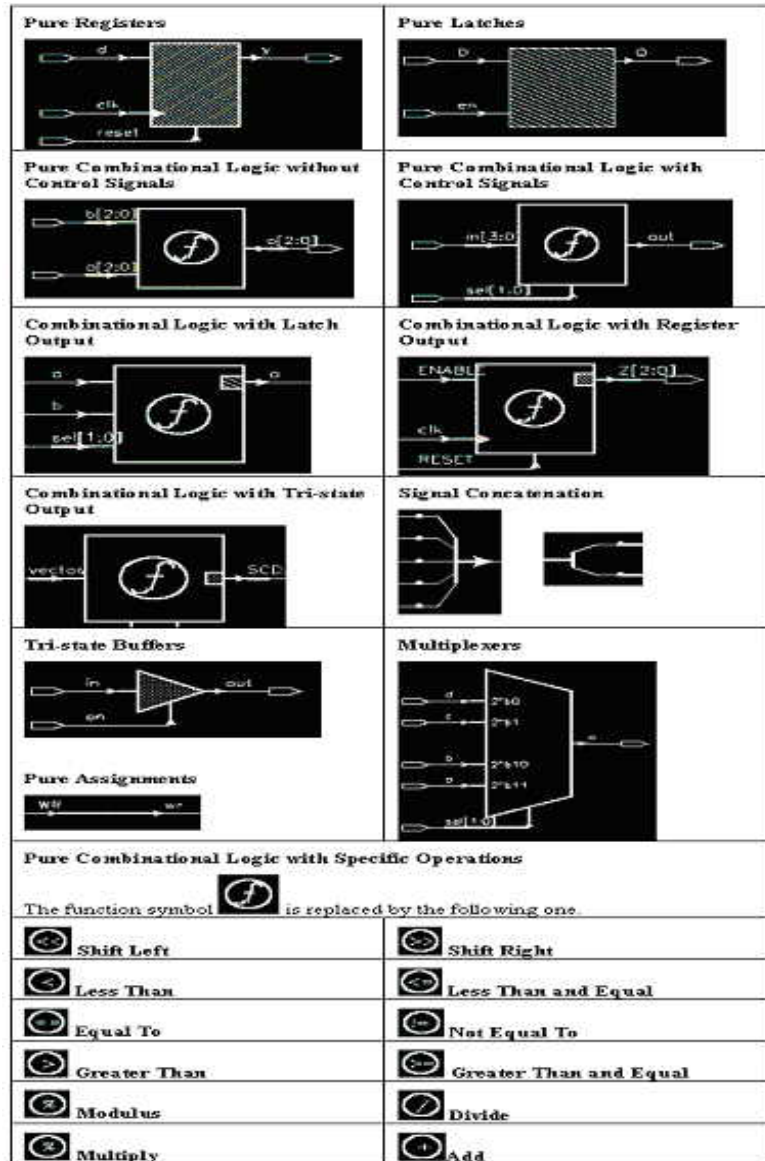 Pure Registers
d
y
clk
reset
Pure Latches
D
Q
en
Pure Combinational Logic without
Control Signals
b[2:0]
a[2:0]
o[2:0]
Pure Combinational Logic with
Control Signals
in[3:0]
out
sel[1:0]
Combinational Logic with Latch
Output
a
o
b
sel[1:0]
Combinational Logic with Register
Output
ENABLE
Z[2:0]
clk
RESET
Combinational Logic with Tri-state
Output
SCD
Signal Concatenation
Tri-state Buffers
in
out
en
Pure Assignments
wr
Multiplexers
d
2'b0
c
2'b1
b
2'b10
a
2'b11
sel[1:0]
Pure Combinational Logic with Specific Operations
The function symbol f is replaced by the following one.
<< Shift Left
>> Shift Right
< Less Than
<= Less Than and Equal
== Equal To
!= Not Equal To
> Greater Than
>= Greater Than and Equal
% Modulus
/ Divide
Multiply
+ Add